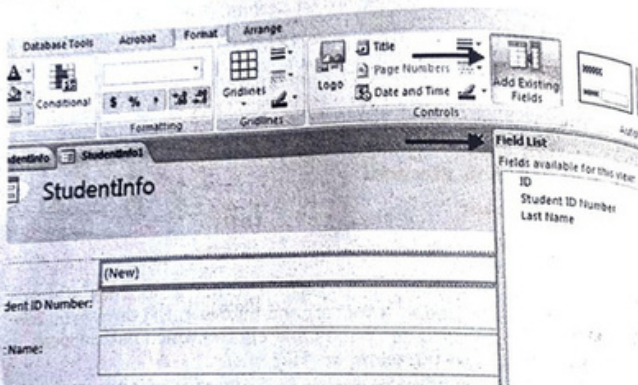 Database Tools Acrobat Format Arrange
Conditional
$ % ,
Formatting
Gridlines
Gridlines
Logo
Title
Page Numbers
Date and Time
Controls
Add Existing
Fields
StudentInfo1
StudentInfo
(New)
dent ID Number:
Name:
Field List
Fields available for this view:
ID
Student ID Number
Last Name